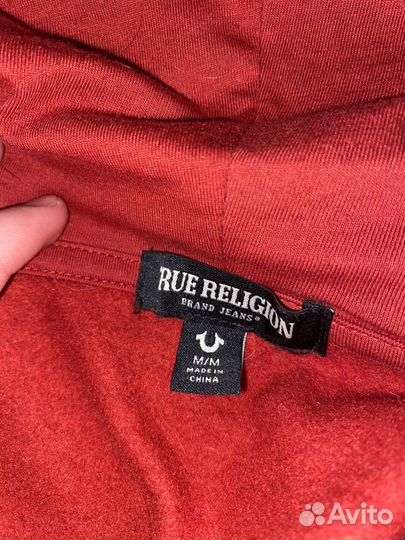 RUE RELIGION
BRAND JEANS®
M/M
MADE IN
CHINA
Avito